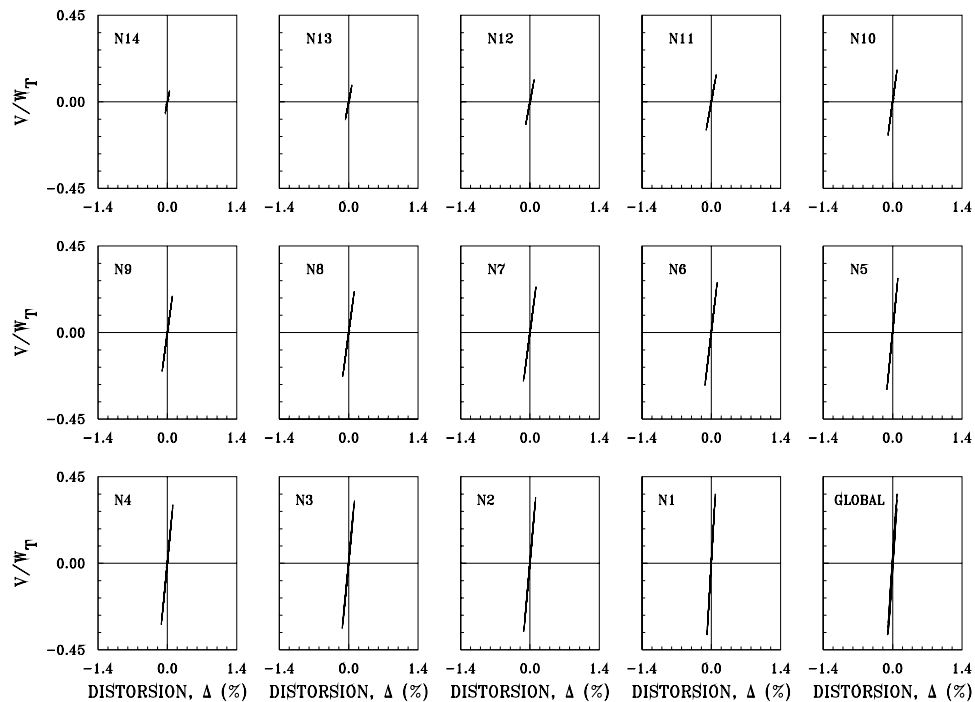 0.45
N14 N13 N12 N11 N10
V/W_T
0.00
-0.45
-1.4 0.0 1.4 -1.4 0.0 1.4 -1.4 0.0 1.4 -1.4 0.0 1.4 -1.4 0.0 1.4
0.45
N9 N8 N7 N6 N5
V/W_T
0.00
-0.45
-1.4 0.0 1.4 -1.4 0.0 1.4 -1.4 0.0 1.4 -1.4 0.0 1.4 -1.4 0.0 1.4
0.45
N4 N3 N2 N1 GLOBAL
V/W_T
0.00
-0.45
-1.4 0.0 1.4 -1.4 0.0 1.4 -1.4 0.0 1.4 -1.4 0.0 1.4 -1.4 0.0 1.4
DISTORSION, Δ (%) DISTORSION, Δ (%) DISTORSION, Δ (%) DISTORSION, Δ (%) DISTORSION, Δ (%)